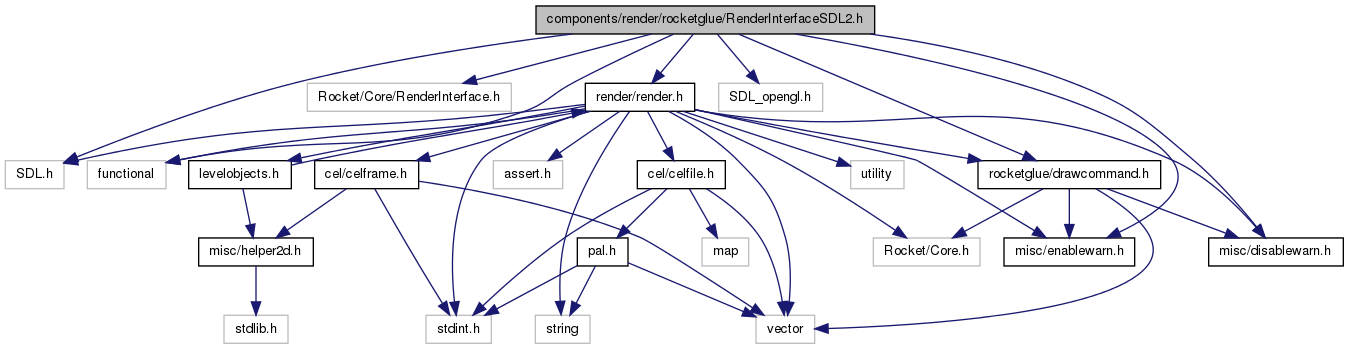 components/render/rocketglue/RenderInterfaceSDL2.h
Rocket/Core/RenderInterface.h
render/render.h
SDL_opengl.h
SDL.h
functional
levelobjects.h
cel/celframe.h
assert.h
cel/celfile.h
utility
rocketglue/drawcommand.h
misc/helper2d.h
pal.h
map
Rocket/Core.h
misc/enablewarn.h
misc/disablewarn.h
stdlib.h
stdint.h
string
vector